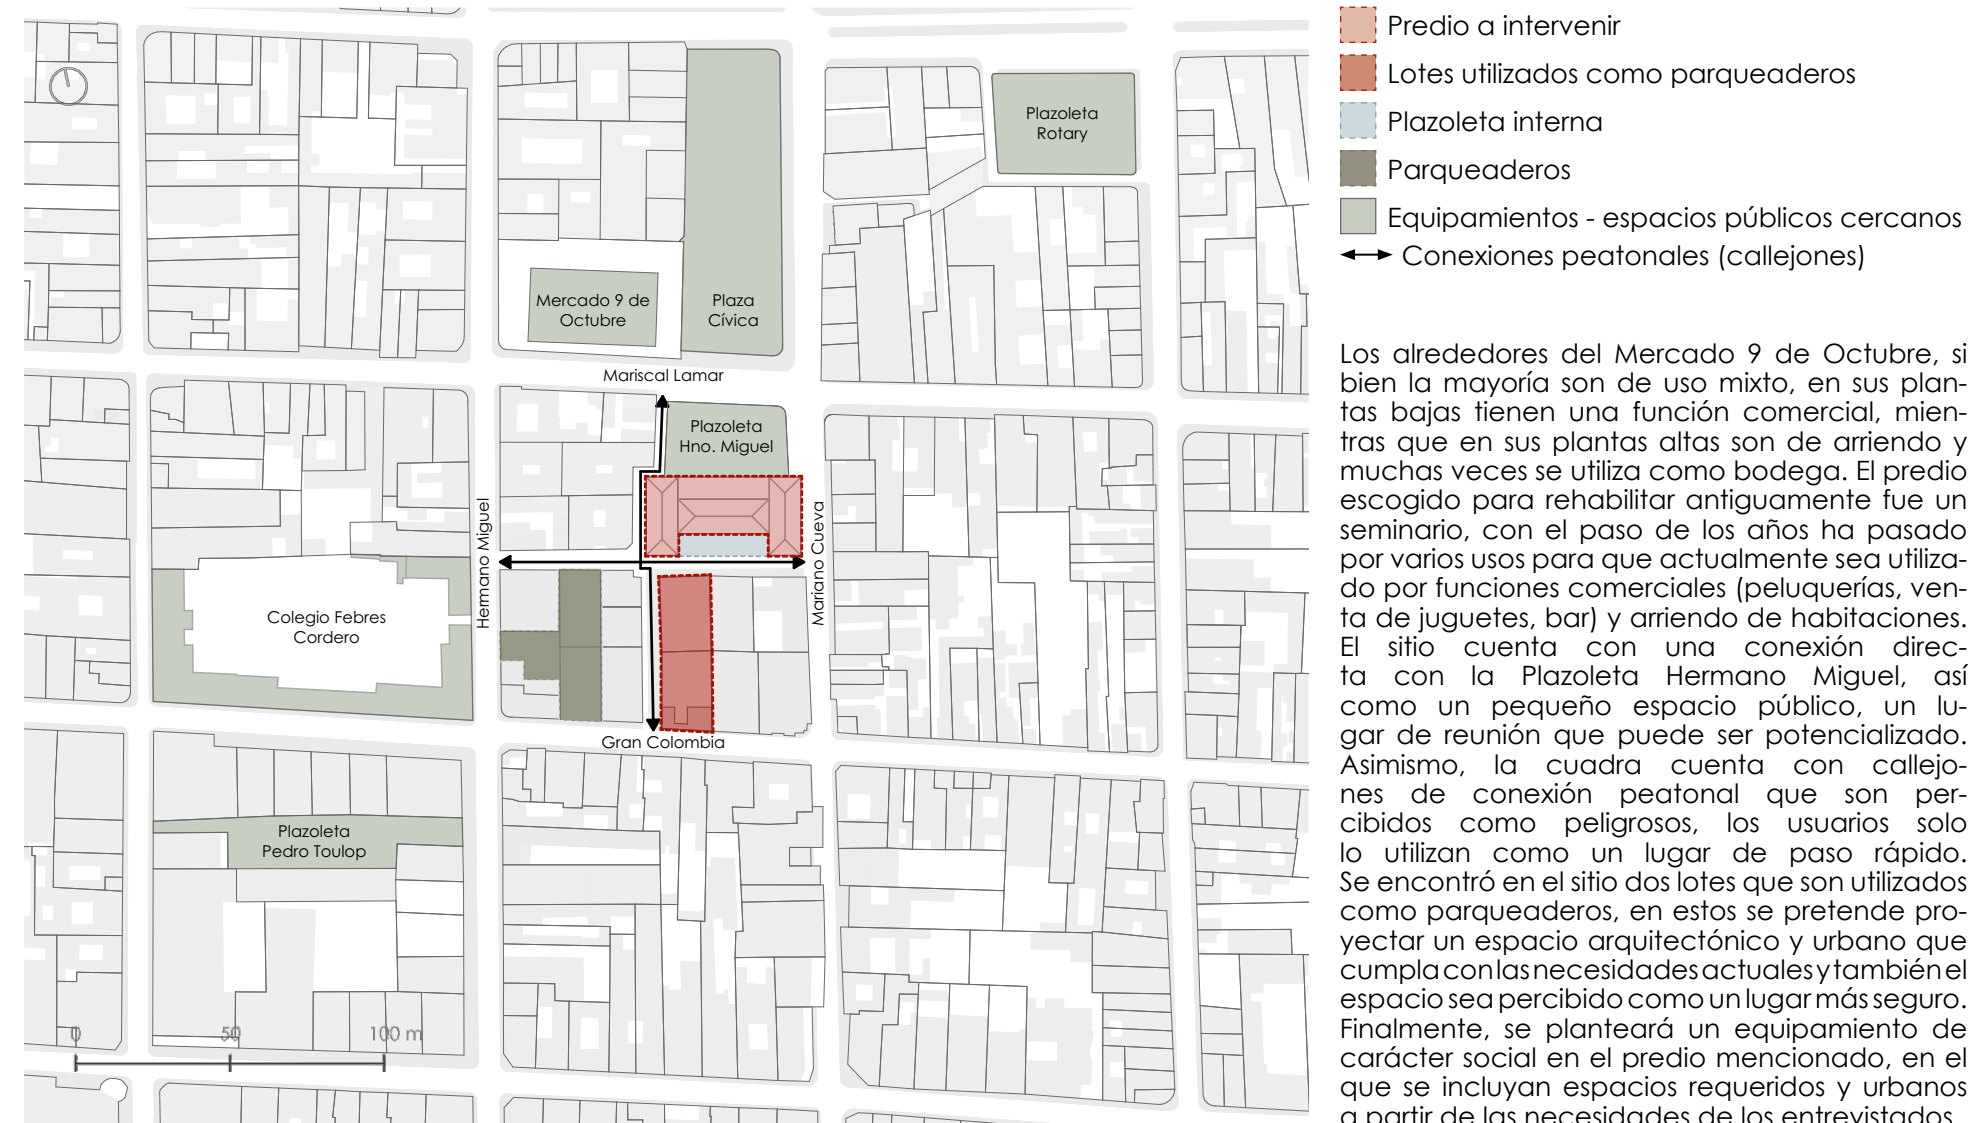 Predio a intervenir
Lotes utilizados como parqueaderos
Plazoleta interna
Parqueaderos
Equipamientos - espacios públicos cercanos
Conexiones peatonales (callejones)
Plazoleta
Rotary
Mercado 9 de
Octubre
Plaza
Cívica
Mariscal Lamar
Plazoleta
Hno. Miguel
Hermano Miguel
Mariano Cueva
Colegio Febres
Cordero
Gran Colombia
Plazoleta
Pedro Toulop
0 50 100 m
Los alrededores del Mercado 9 de Octubre, si
bien la mayoría son de uso mixto, en sus plan-
tas bajas tienen una función comercial, mien-
tras que en sus plantas altas son de arriendo y
muchas veces se utiliza como bodega. El predio
escogido para rehabilitar antiguamente fue un
seminario, con el paso de los años ha pasado
por varios usos para que actualmente sea utiliza-
do por funciones comerciales (peluquerías, ven-
ta de juguetes, bar) y arriendo de habitaciones.
El sitio cuenta con una conexión direc-
ta con la Plazoleta Hermano Miguel, así
como un pequeño espacio público, un lu-
gar de reunión que puede ser potencializado.
Asimismo, la cuadra cuenta con callejo-
nes de conexión peatonal que son per-
cibidos como peligrosos, los usuarios solo
lo utilizan como un lugar de paso rápido.
Se encontró en el sitio dos lotes que son utilizados
como parqueaderos, en estos se pretende pro-
yectar un espacio arquitectónico y urbano que
cumpla con las necesidades actuales y también el
espacio sea percibido como un lugar más seguro.
Finalmente, se planteará un equipamiento de
carácter social en el predio mencionado, en el
que se incluyan espacios requeridos y urbanos
a partir de las necesidades de los entrevistados